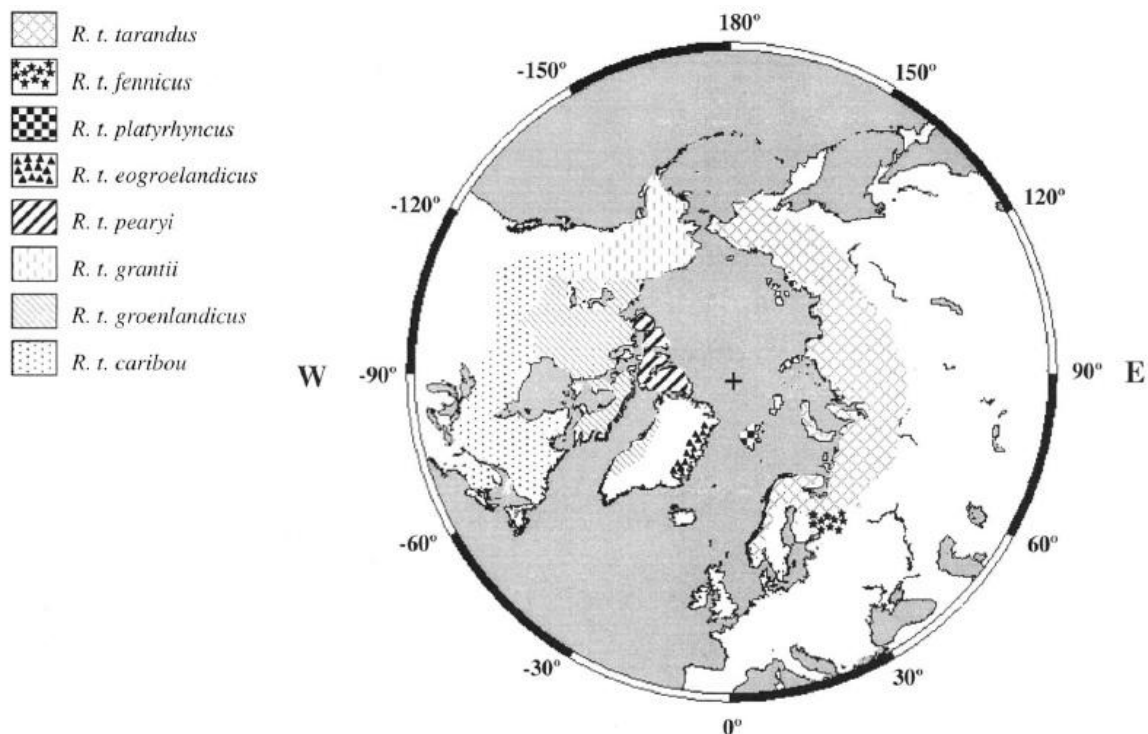 R. t. tarandus
R. t. fennicus
R. t. platyrhyncus
R. t. eogroelandicus
R. t. pearyi
R. t. grantii
R. t. groenlandicus
R. t. caribou
180º
-150º
150º
-120º
120º
W
-90º
90º
E
-60º
60º
-30º
30º
0º